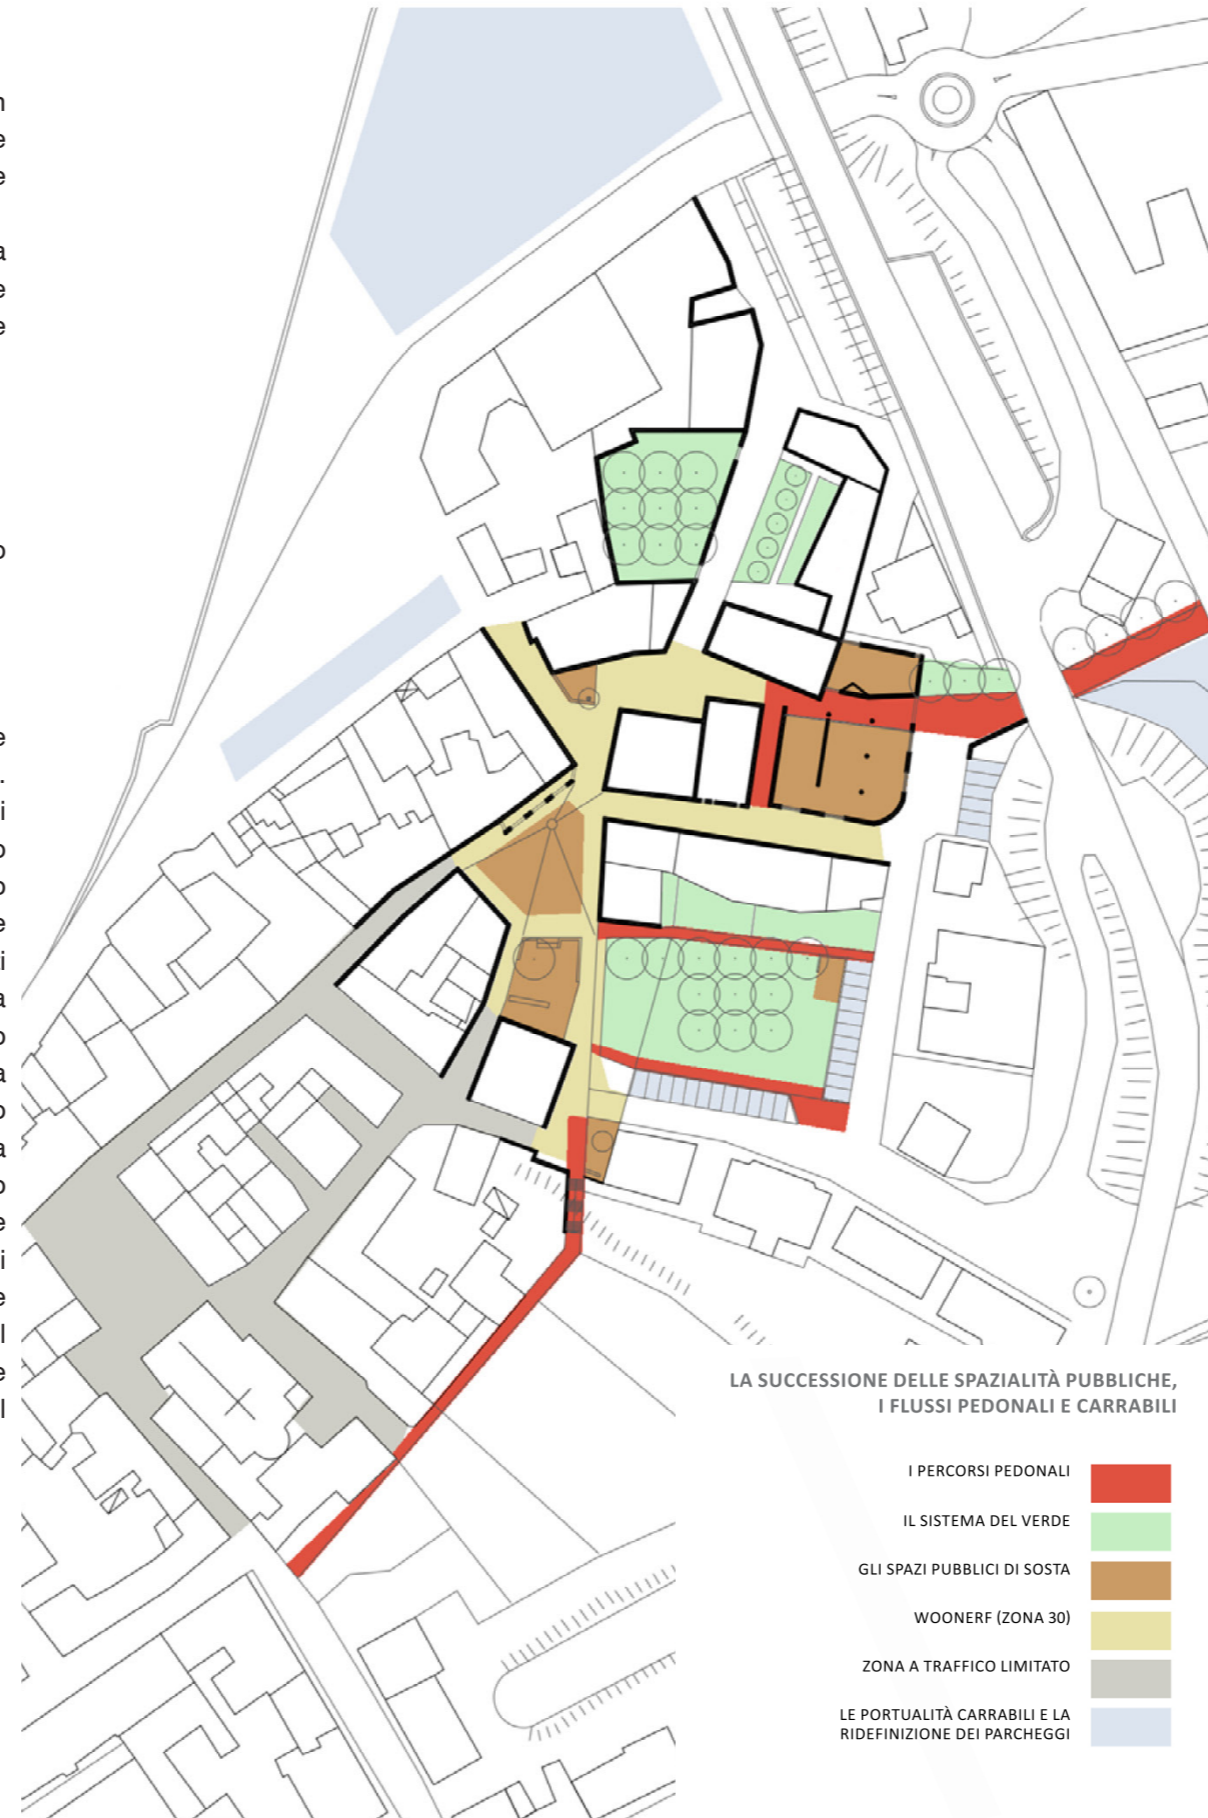 n
e
e
a
e
e
o
e
.
i
o
o
e
i
a
o
a
o
a
o
e
i
e
l
e
l
LA SUCCESSIONE DELLE SPAZIALITÀ PUBBLICHE,
I FLUSSI PEDONALI E CARRABILI
I PERCORSI PEDONALI
IL SISTEMA DEL VERDE
GLI SPAZI PUBBLICI DI SOSTA
WOONERF (ZONA 30)
ZONA A TRAFFICO LIMITATO
LE PORTUALITÀ CARRABILI E LA
RIDEFINIZIONE DEI PARCHEGGI